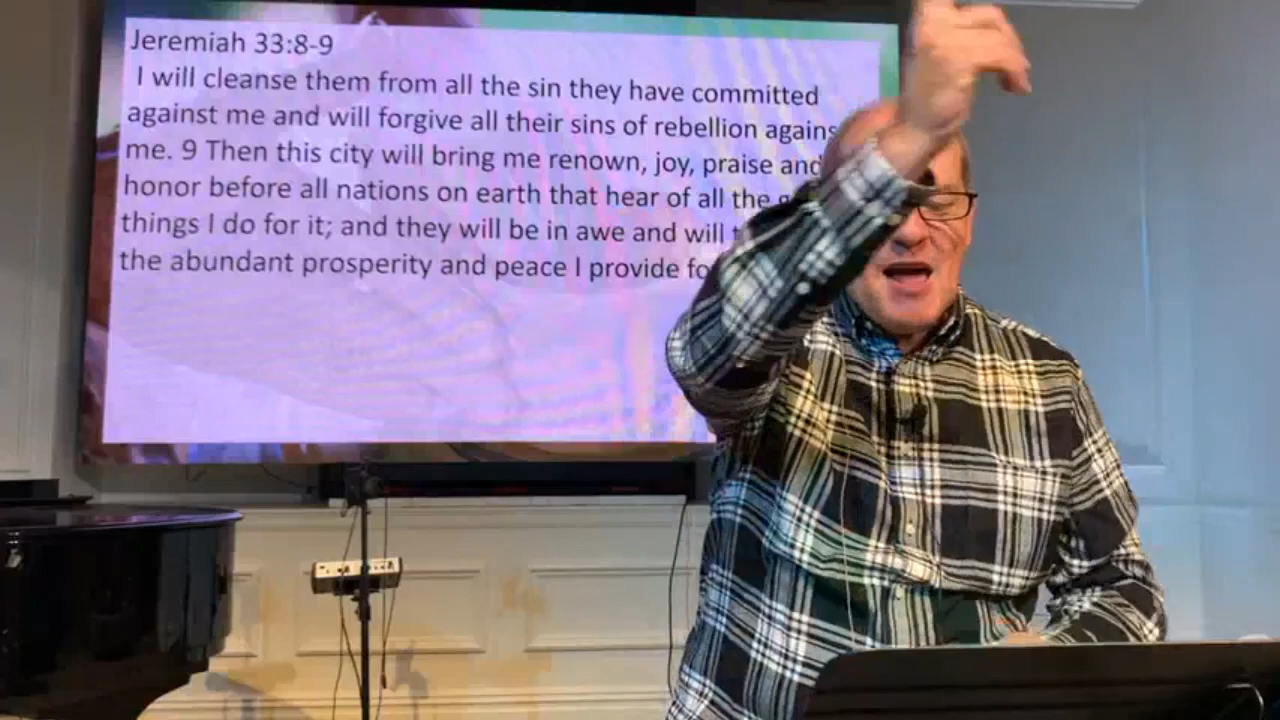 Jeremiah 33:8-9
I will cleanse them from all the sin they have committed
against me and will forgive all their sins of rebellion agains
me. 9 Then this city will bring me renown, joy, praise and
honor before all nations on earth that hear of all the
things I do for it; and they will be in awe and will
the abundant prosperity and peace I provide fo